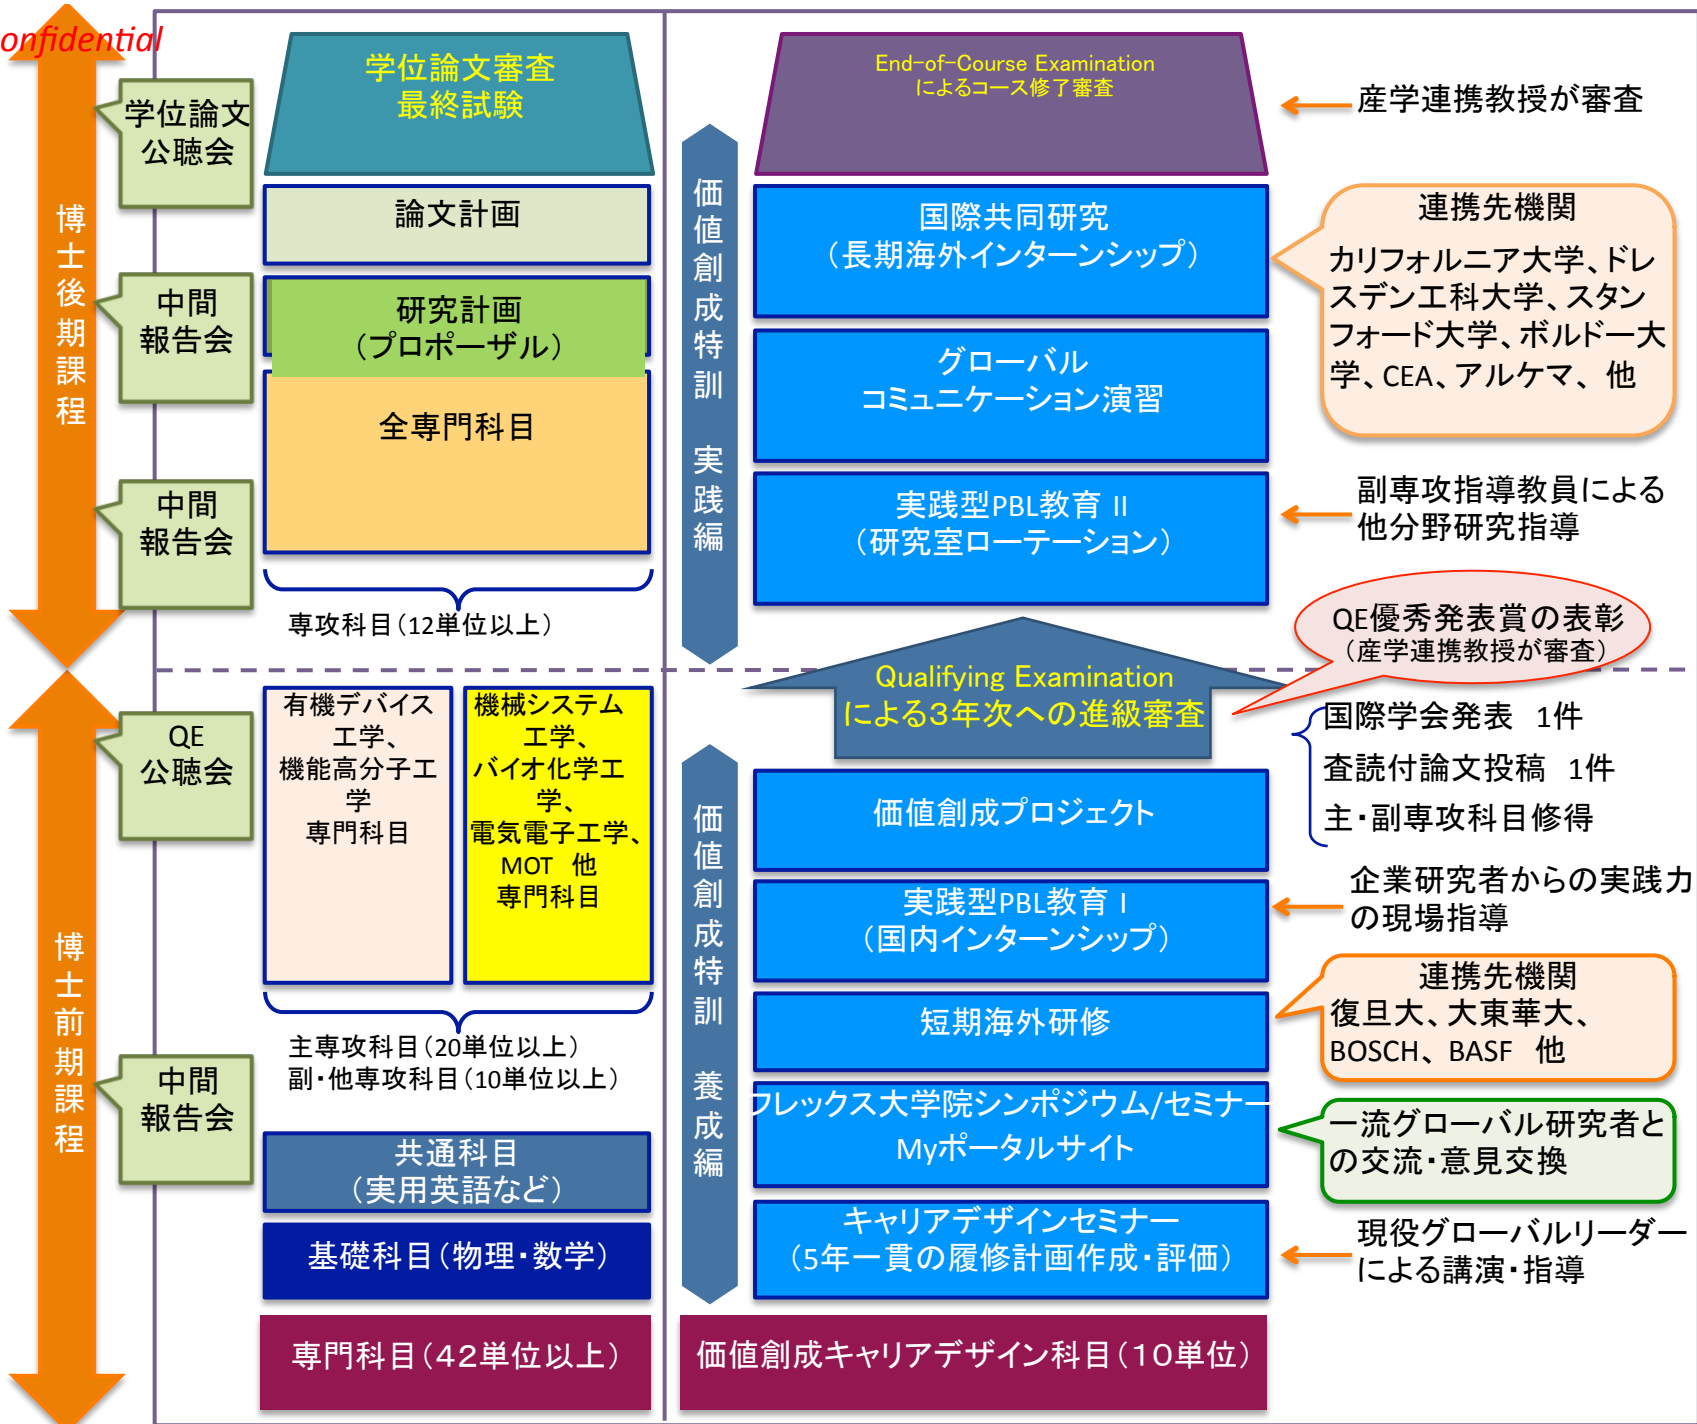 onfidential
学位論文
公聴会
博士後期課程
中間
報告会
中間
報告会
学位論文審査
最終試験
論文計画
研究計画
（プロポーザル）
全専門科目
専攻科目（12単位以上）
価値創成特訓 実践編
End-of-Course Examination
によるコース修了審査
産学連携教授が審査
国際共同研究
（長期海外インターンシップ）
連携先機関
カリフォルニア大学、ドレ
スデン工科大学、スタン
フォード大学、ボルドー大
学、CEA、アルケマ、 他
グローバル
コミュニケーション演習
実践型PBL教育 II
（研究室ローテーション）
副専攻指導教員による
他分野研究指導
QE優秀発表賞の表彰
（産学連携教授が審査）
Qualifying Examination
による３年次への進級審査
国際学会発表 1件
査読付論文投稿 1件
主・副専攻科目修得
博士前期課程
QE
公聴会
中間
報告会
有機デバイス
工学、
機能高分子工
学
専門科目
機械システム
工学、
バイオ化学工
学、
電気電子工学、
MOT 他
専門科目
主専攻科目（20単位以上）
副・他専攻科目（10単位以上）
共通科目
（実用英語など）
基礎科目（物理・数学）
専門科目（４２単位以上）
価値創成特訓 養成編
価値創成プロジェクト
実践型PBL教育 I
（国内インターンシップ）
企業研究者からの実践力
の現場指導
短期海外研修
連携先機関
復旦大、大東華大、
BOSCH、BASF 他
フレックス大学院シンポジウム/セミナー
Myポータルサイト
一流グローバル研究者と
の交流・意見交換
キャリアデザインセミナー
（5年一貫の履修計画作成・評価）
現役グローバルリーダー
による講演・指導
価値創成キャリアデザイン科目（１０単位）